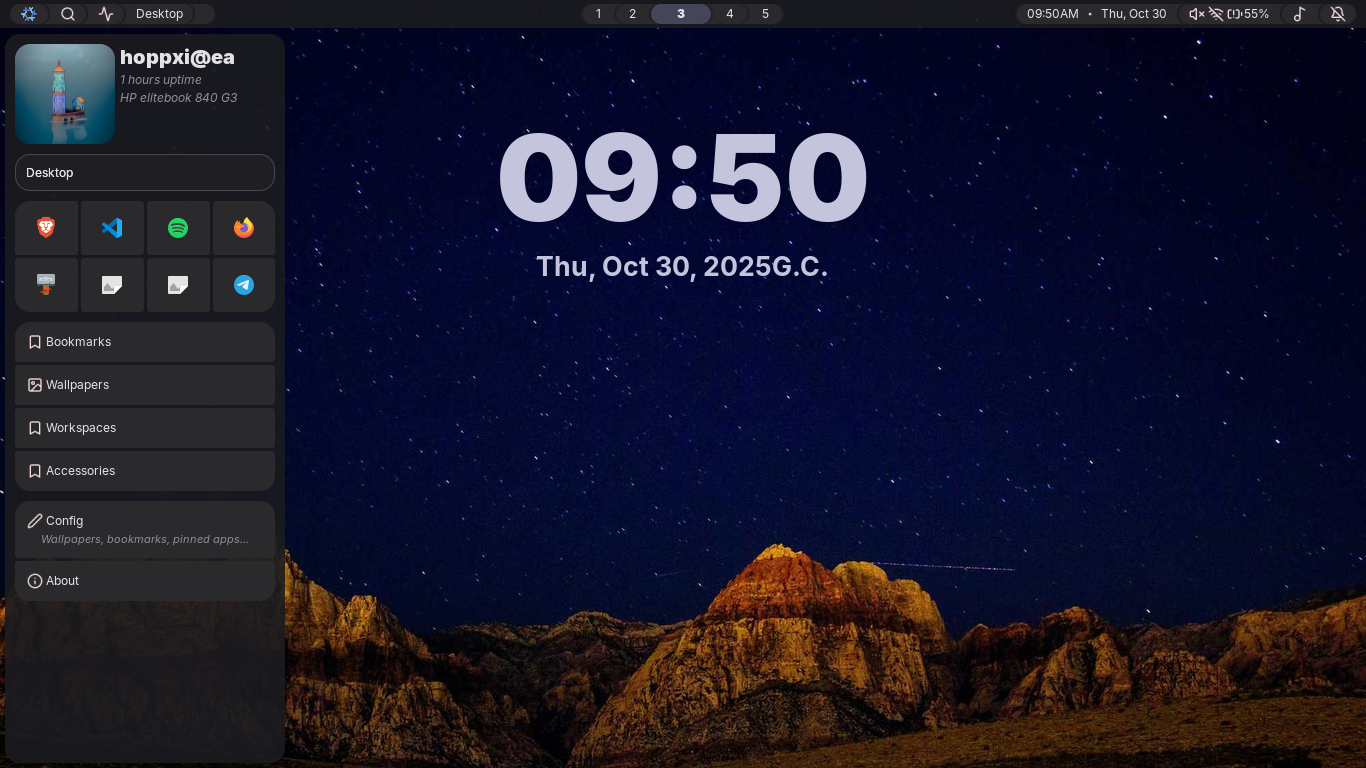 Desktop
1
2
3
4
5
09:50AM • Thu, Oct 30
55%
hoppxi@ea
1 hours uptime
HP elitebook 840 G3
Desktop
Bookmarks
Wallpapers
Workspaces
Accessories
Config
Wallpapers, bookmarks, pinned apps...
About
09:50
Thu, Oct 30, 2025G.C.